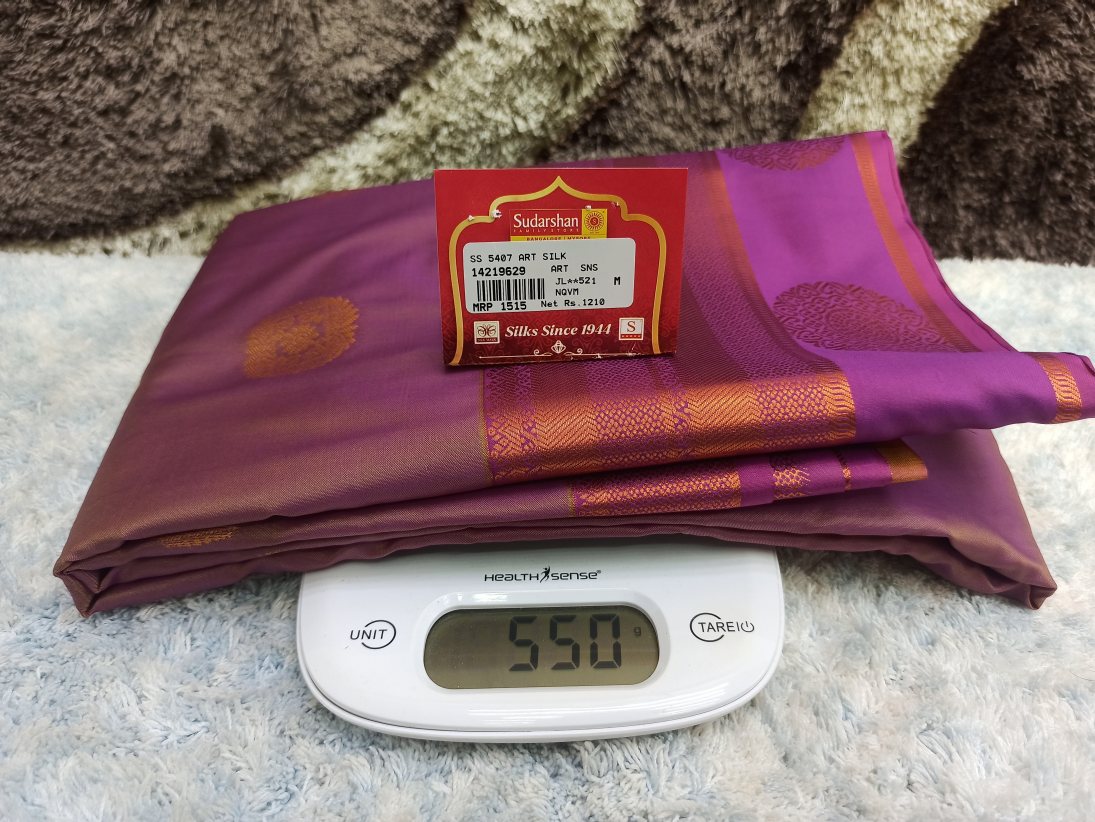 Sudarshan
FAMILY STORE
BANGALORE | MYSORE
SS 5407 ART SILK
14219629 ART SNS
JL**521 M
NQVM
MRP 1515 Net Rs.1210
Silks Since 1944
S
HEALTH SENSE®
UNIT
550 g
TARE